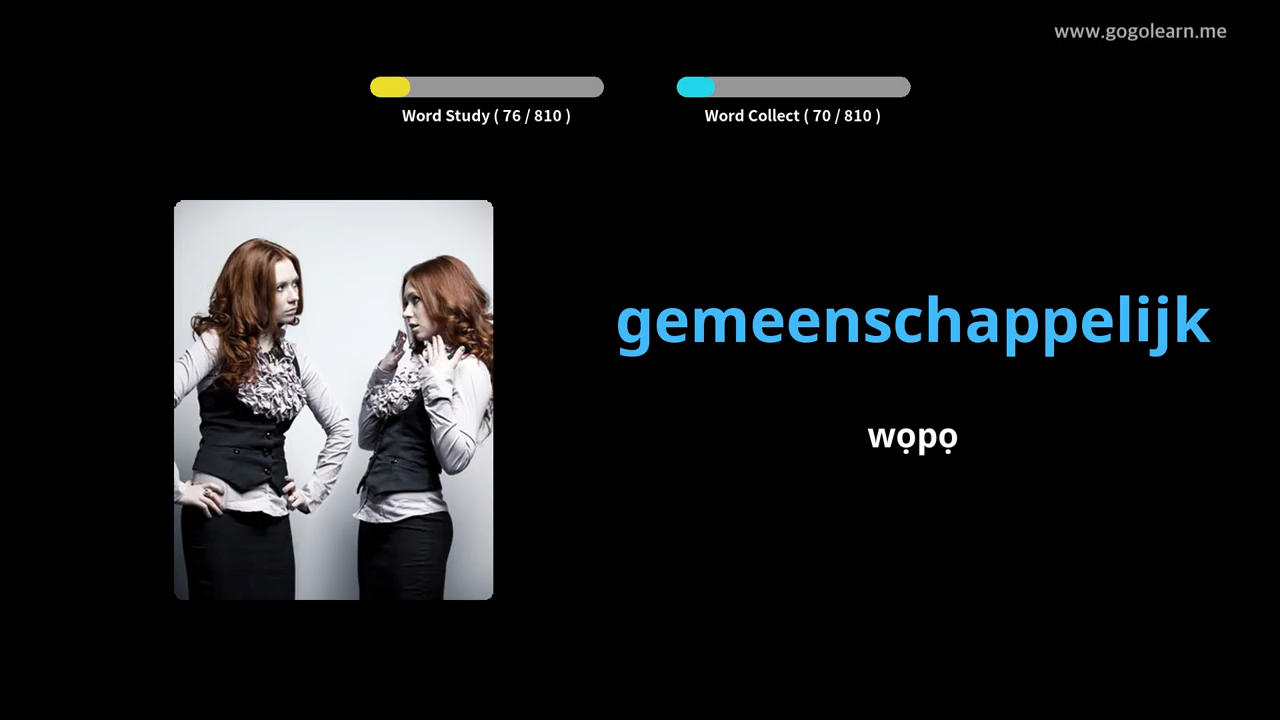 www.gogolearn.me
Word Study ( 76 / 810 )
Word Collect ( 70 / 810 )
gemeenschappelijk
wọpọ